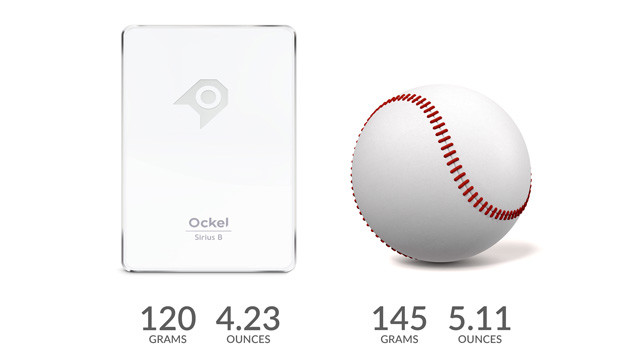 Ockel
Sirius B
120 4.23
GRAMS OUNCES
145 5.11
GRAMS OUNCES